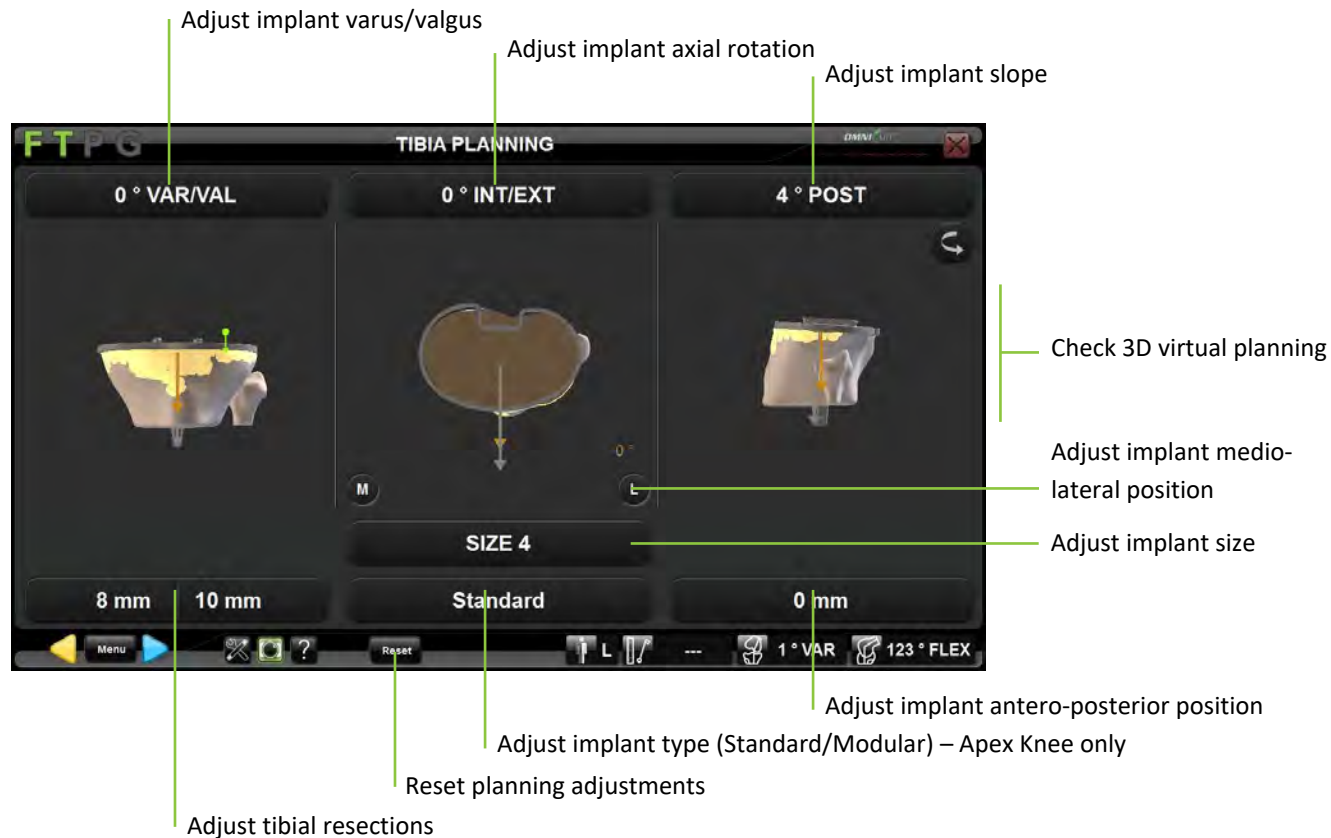 Adjust implant varus/valgus
Adjust implant axial rotation
Adjust implant slope
F T P G
TIBIA PLANNING
OMNI
0 ° VAR/VAL
0 ° INT/EXT
4 ° POST
Check 3D virtual planning
0 °
M
L
Adjust implant medio-
lateral position
SIZE 4
Adjust implant size
8 mm
10 mm
Standard
0 mm
Menu
?
Reset
L
---
1 ° VAR
123 ° FLEX
Adjust implant antero-posterior position
Adjust implant type (Standard/Modular) – Apex Knee only
Reset planning adjustments
Adjust tibial resections